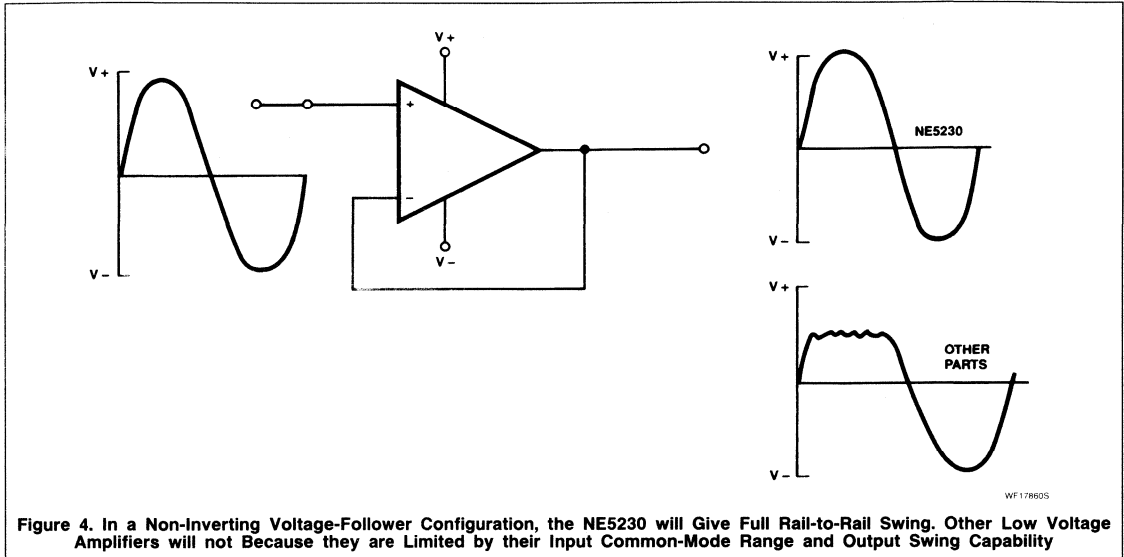 V+
V-
+
-
V+
V-
V+
V-
NE5230
V+
V-
OTHER
PARTS
WF17860S
Figure 4. In a Non-Inverting Voltage-Follower Configuration, the NE5230 will Give Full Rail-to-Rail Swing. Other Low Voltage
Amplifiers will not Because they are Limited by their Input Common-Mode Range and Output Swing Capability